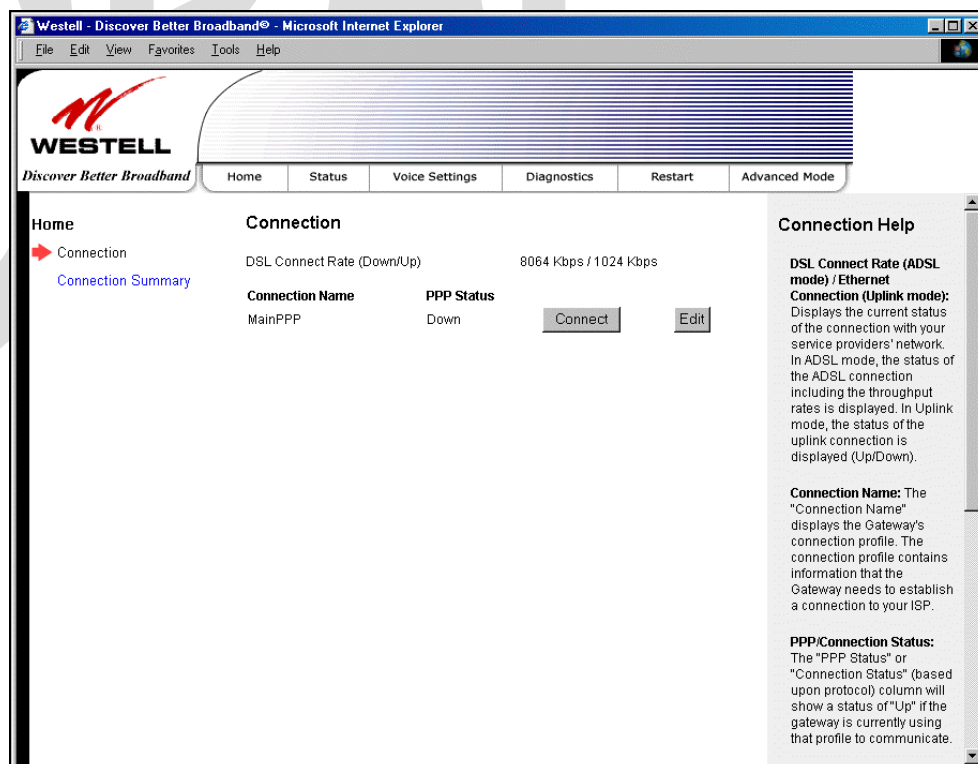 Westell - Discover Better Broadband® - Microsoft Internet Explorer
File Edit View Favorites Tools Help
WESTELL
Discover Better Broadband
Home Status Voice Settings Diagnostics Restart Advanced Mode
Home
Connection
Connection Summary
Connection
DSL Connect Rate (Down/Up) 8064 Kbps / 1024 Kbps
Connection Name PPP Status
MainPPP Down Connect Edit
Connection Help
DSL Connect Rate (ADSL
mode) / Ethernet
Connection (Uplink mode):
Displays the current status
of the connection with your
service providers' network.
In ADSL mode, the status of
the ADSL connection
including the throughput
rates is displayed. In Uplink
mode, the status of the
uplink connection is
displayed (Up/Down).
Connection Name: The
"Connection Name"
displays the Gateway's
connection profile. The
connection profile contains
information that the
Gateway needs to establish
a connection to your ISP.
PPP/Connection Status:
The "PPP Status" or
"Connection Status" (based
upon protocol) column will
show a status of "Up" if the
gateway is currently using
that profile to communicate.